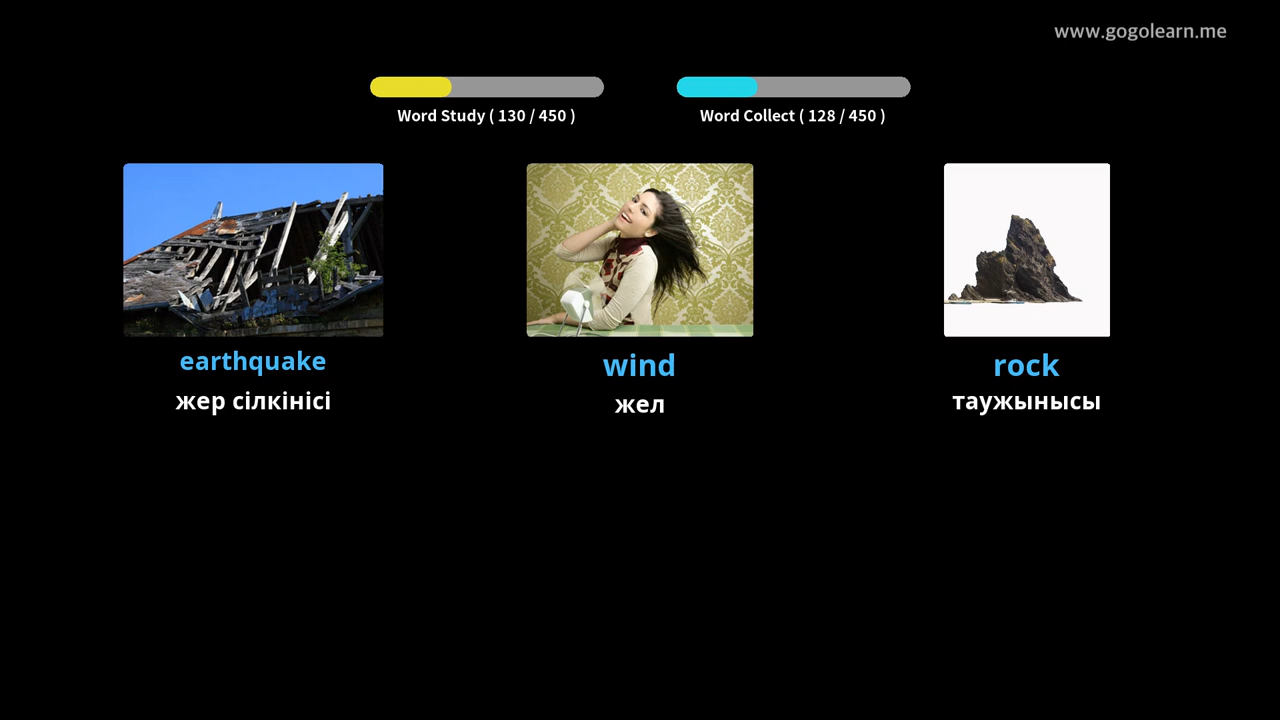 www.gogolearn.me
Word Study ( 130 / 450 )
Word Collect ( 128 / 450 )
earthquake
wind
rock
жер сілкінісі
жел
таужынысы